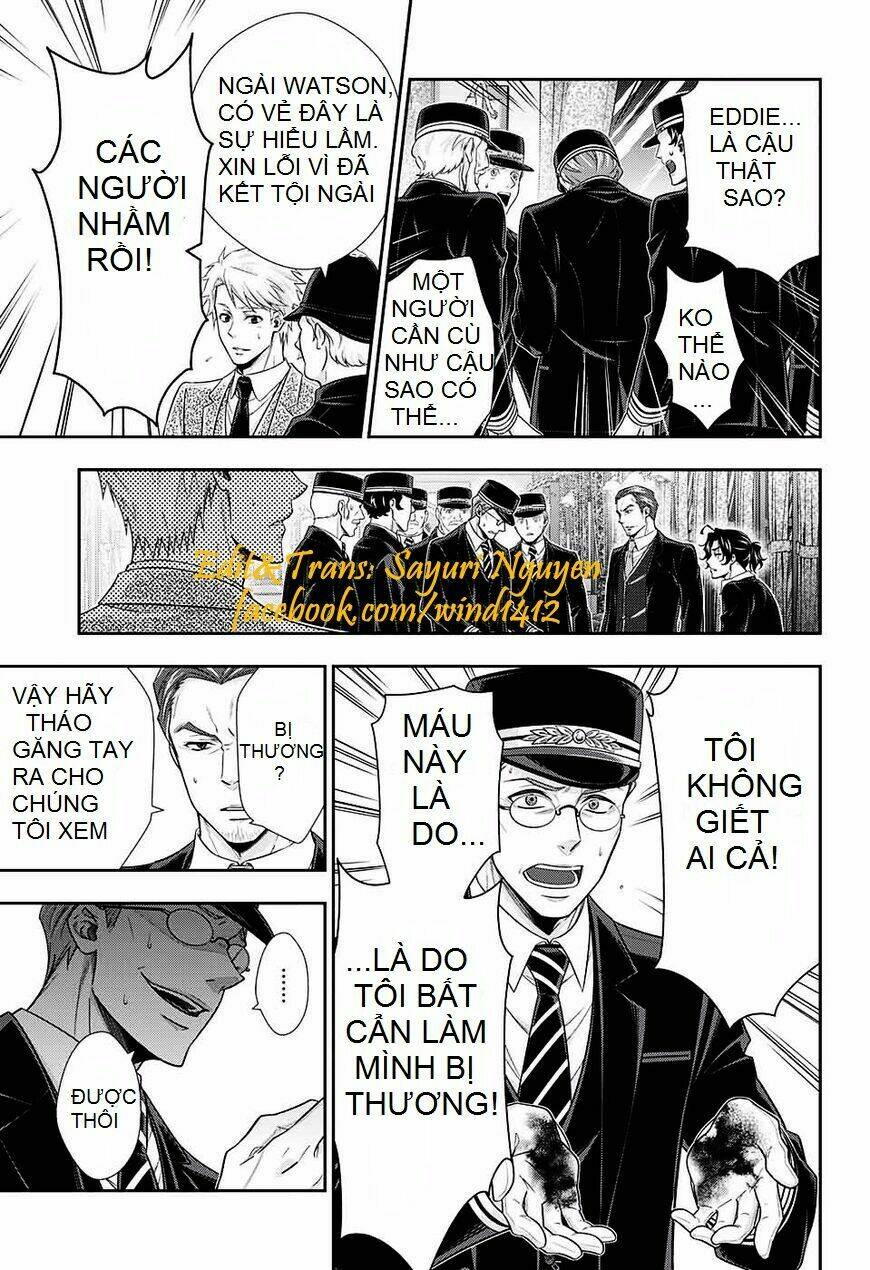 EDDIE...
LÀ CẬU
THẬT
SAO?
KO
THỂ
NÀO
...
MỘT
NGƯỜI
CẦN CÙ
NHƯ CẬU
SAO CÓ
THỂ...
NGÀI WATSON,
CÓ VẺ ĐÂY LÀ
SỰ HIỂU LẦM.
XIN LỖI VÌ ĐÃ
KẾT TỘI NGÀI
CÁC
NGƯỜI
NHẦM
RỒI!
Edit&Trans: Sayuri Nguyen
facebook.com/wind1412
TÔI
KHÔNG
GIẾT
AI CẢ!
MÁU
NÀY
LÀ
DO...
...LÀ DO
TÔI BẤT
CẨN LÀM
MÌNH BỊ
THƯƠNG!
BỊ
THƯƠNG
?
VẬY HÃY
THÁO
GĂNG TAY
RA CHO
CHÚNG
TÔI XEM
......
ĐƯỢC
THÔI